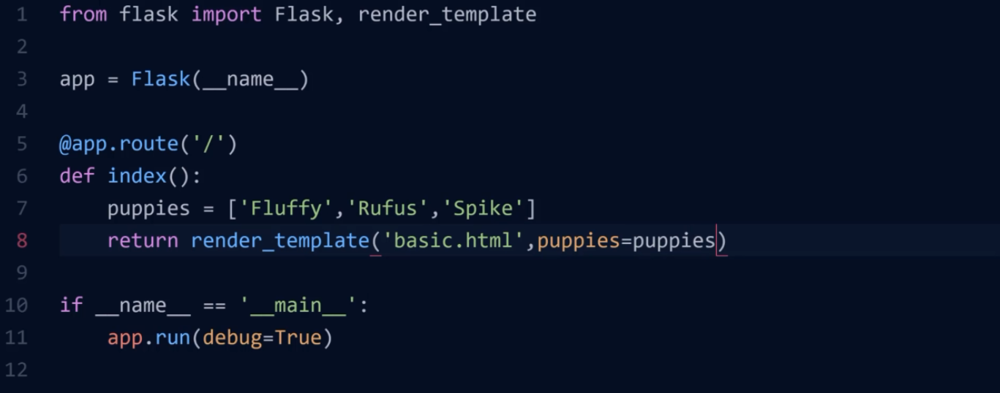 1 from flask import Flask, render_template
2
3 app = Flask(__name__)
4
5 @app.route('/')
6 def index():
7     puppies = ['Fluffy','Rufus','Spike']
8     return render_template('basic.html',puppies=puppies)
9
10 if __name__ == '__main__':
11     app.run(debug=True)
12